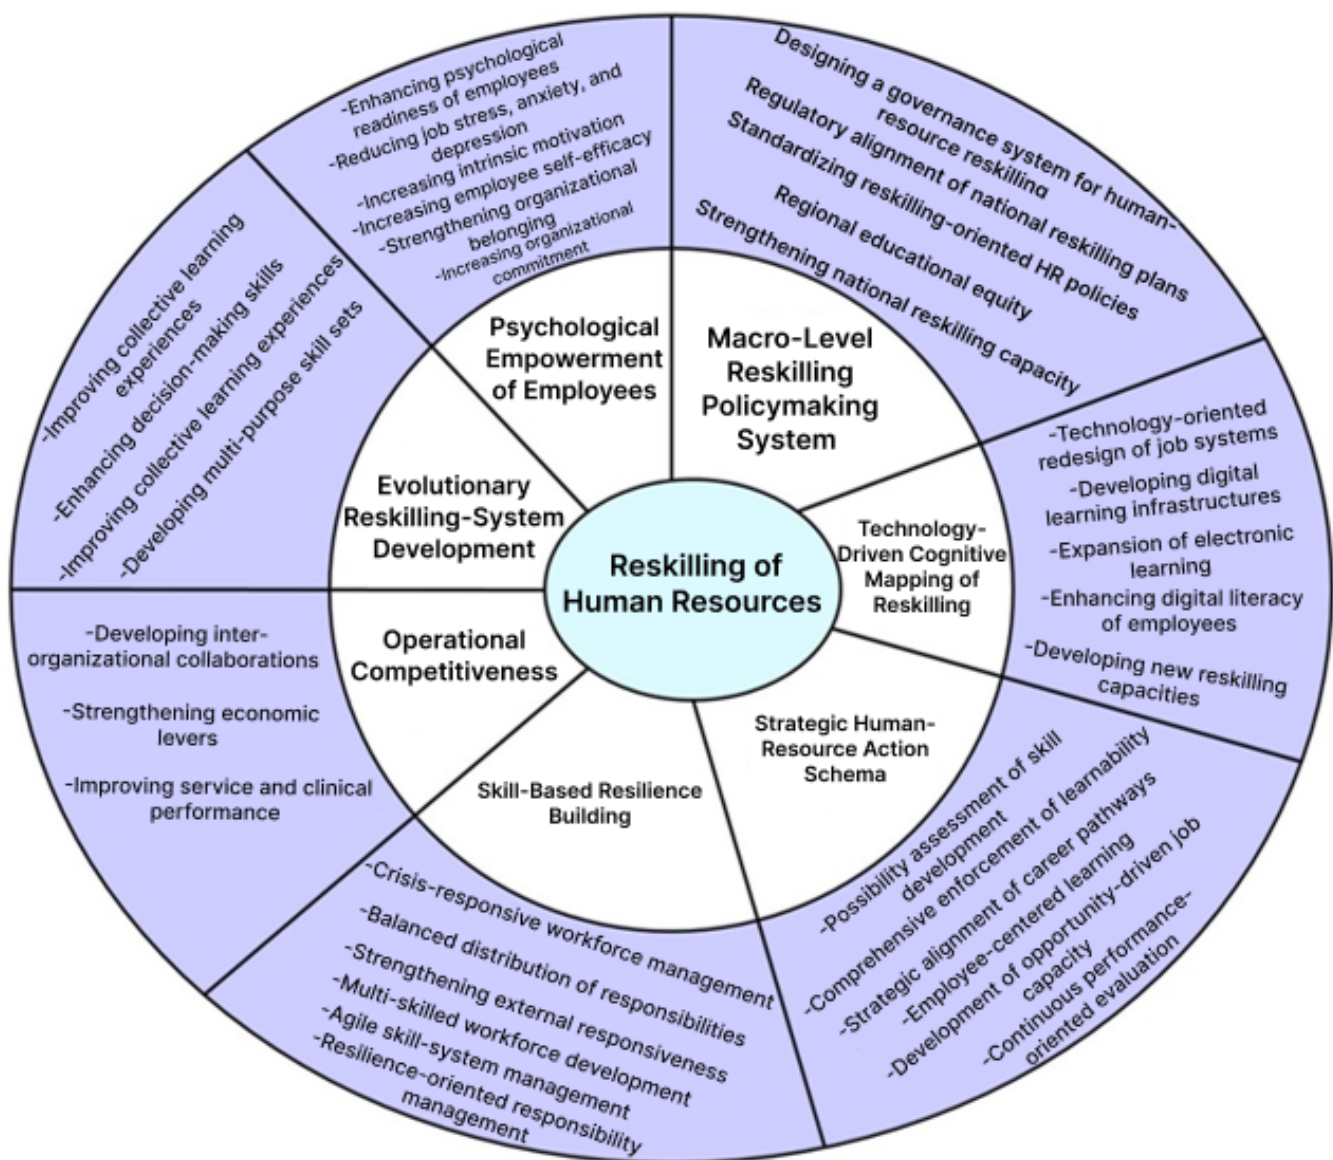 Reskilling of
Human Resources
Macro-Level
Reskilling
Policymaking
System
Designing a governance system for human-
resource reskilling
Regulatory alignment of national reskilling plans
Standardizing reskilling-oriented HR policies
Regional educational equity
Strengthening national reskilling capacity
Technology-
Driven Cognitive
Mapping of
Reskilling
-Technology-oriented
redesign of job systems
-Developing digital
learning infrastructures
-Expansion of electronic
learning
-Enhancing digital literacy
of employees
-Developing new reskilling
capacities
Strategic Human-
Resource Action
Schema
-Possibility assessment of skill
development
-Comprehensive enforcement of learnability
-Strategic alignment of career pathways
-Employee-centered learning
-Development of opportunity-driven job
capacity
-Continuous performance-
oriented evaluation
Skill-Based Resilience
Building
-Crisis-responsive workforce management
-Balanced distribution of responsibilities
-Strengthening external responsiveness
-Multi-skilled workforce development
-Agile skill-system management
-Resilience-oriented responsibility
management
Operational
Competitiveness
-Developing inter-
organizational collaborations
-Strengthening economic
levers
-Improving service and clinical
performance
Evolutionary
Reskilling-System
Development
-Improving collective learning
experiences
-Enhancing decision-making skills
-Improving collective learning experiences
-Developing multi-purpose skill sets
Psychological
Empowerment
of Employees
-Enhancing psychological
readiness of employees
-Reducing job stress, anxiety, and
depression
-Increasing intrinsic motivation
-Increasing employee self-efficacy
-Strengthening organizational
belonging
-Increasing organizational
commitment